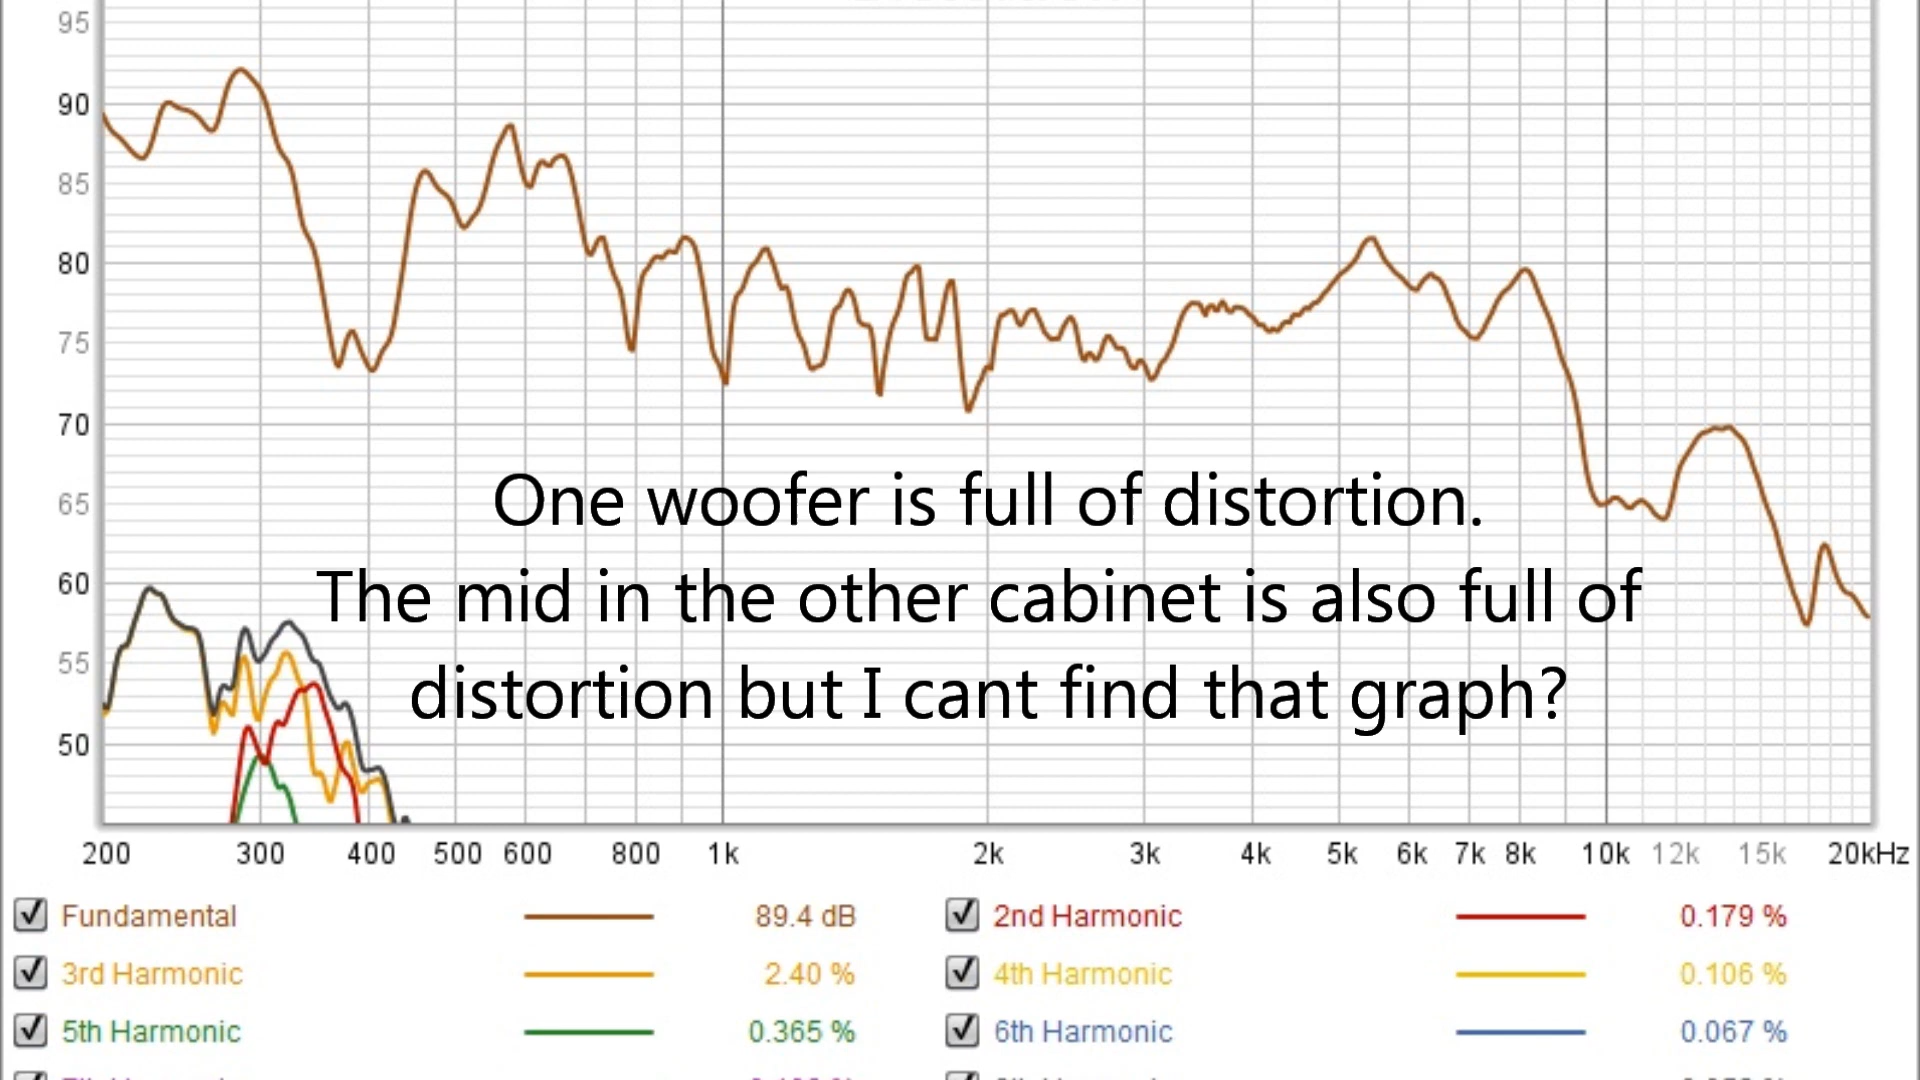 95
90
85
80
75
70
65
60
55
50
One woofer is full of distortion.
The mid in the other cabinet is also full of
distortion but I cant find that graph?
200 300 400 500 600 800 1k 2k 3k 4k 5k 6k 7k 8k 10k 12k 15k 20kHz
Fundamental 89.4 dB 2nd Harmonic 0.179 %
3rd Harmonic 2.40 % 4th Harmonic 0.106 %
5th Harmonic 0.365 % 6th Harmonic 0.067 %